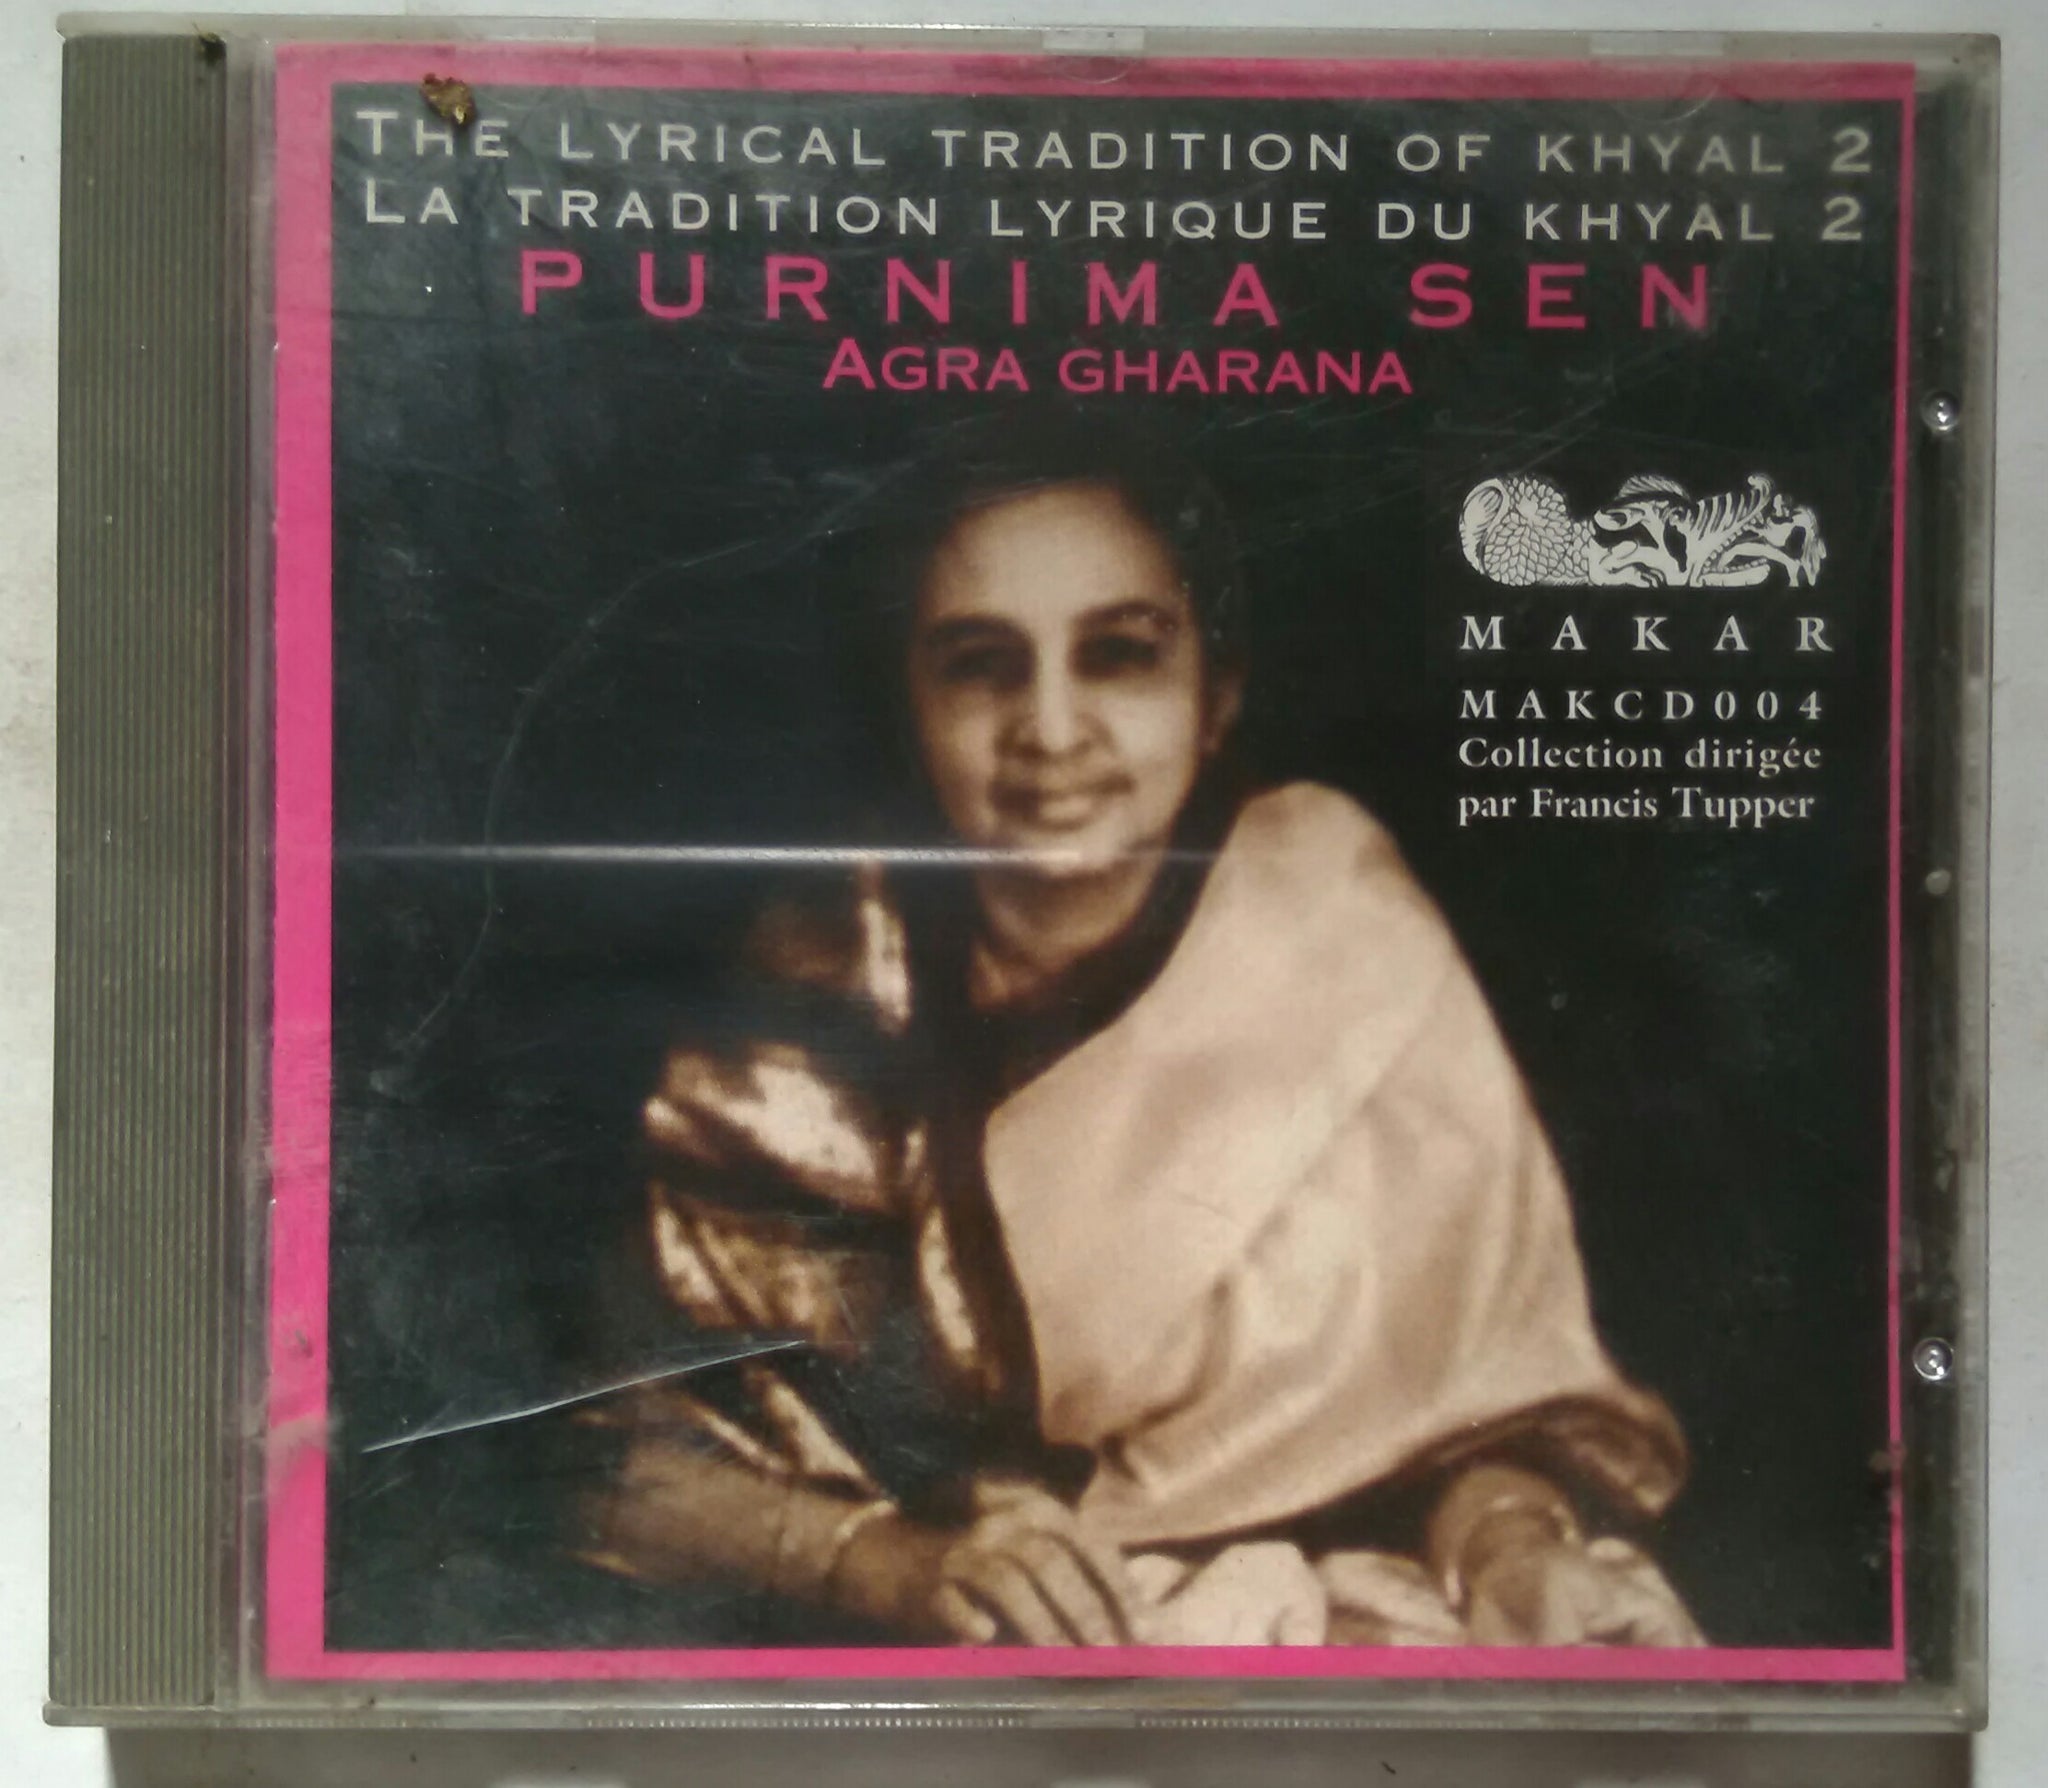 THE LYRICAL TRADITION OF KHYAL 2
LA TRADITION LYRIQUE DU KHYAL 2
PURNIMA SEN
AGRA GHARANA
MAKAR
MAKCD004
Collection dirigée
par Francis Tupper